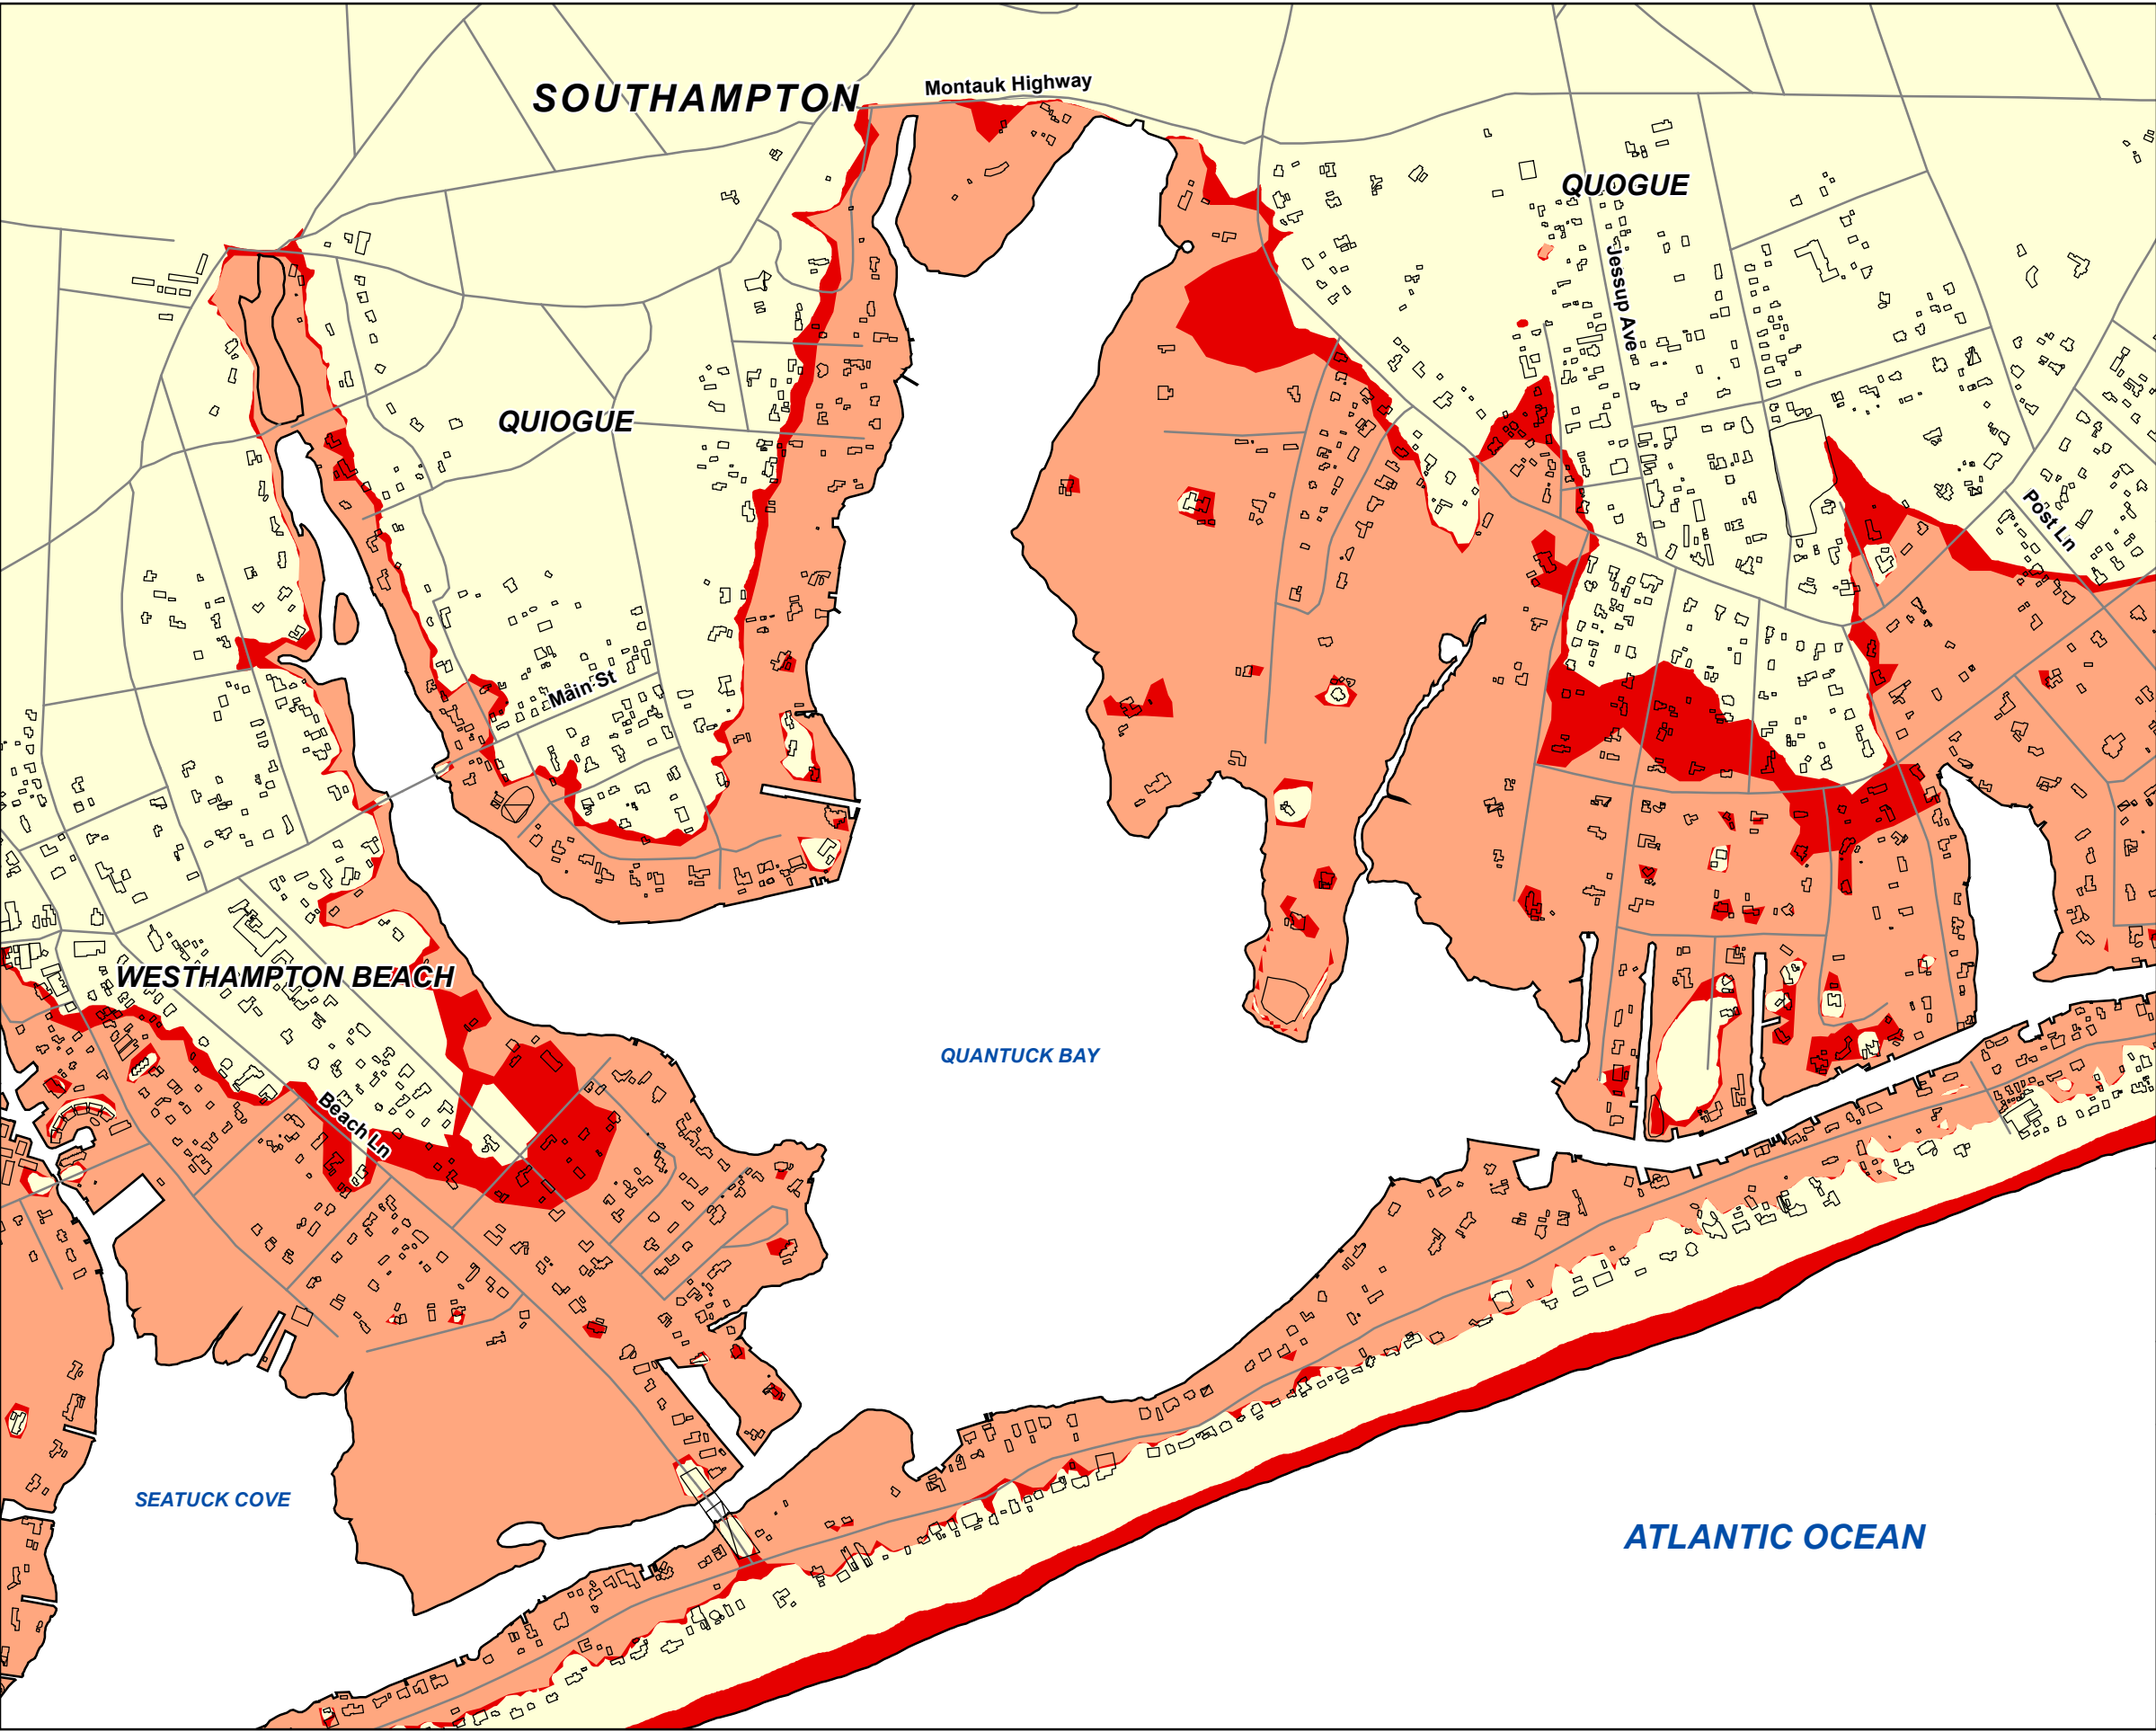 Montauk Highway
SOUTHAMPTON
QUOGUE
Jessup Ave
QUIOGUE
Post Ln
Main St
WESTHAMPTON BEACH
QUANTUCK BAY
Beach Ln
SEATUCK COVE
ATLANTIC OCEAN